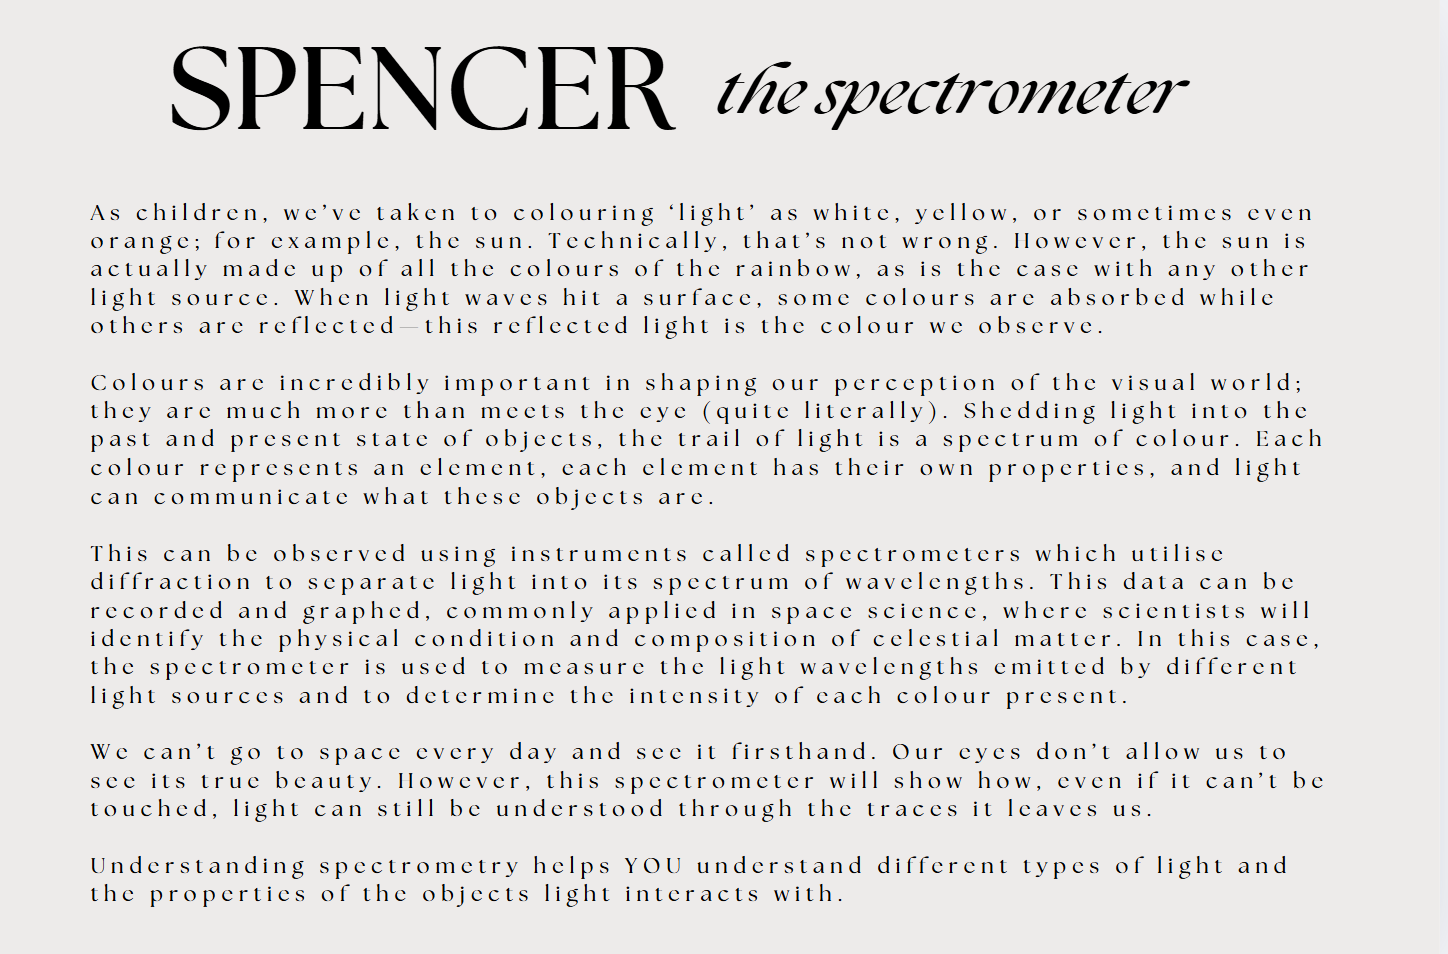 SPENCER the spectrometer
As children, we’ve taken to colouring ‘light’ as white, yellow, or sometimes even
orange; for example, the sun. Technically, that’s not wrong. However, the sun is
actually made up of all the colours of the rainbow, as is the case with any other
light source. When light waves hit a surface, some colours are absorbed while
others are reflected—this reflected light is the colour we observe.
Colours are incredibly important in shaping our perception of the visual world;
they are much more than meets the eye (quite literally). Shedding light into the
past and present state of objects, the trail of light is a spectrum of colour. Each
colour represents an element, each element has their own properties, and light
can communicate what these objects are.
This can be observed using instruments called spectrometers which utilise
diffraction to separate light into its spectrum of wavelengths. This data can be
recorded and graphed, commonly applied in space science, where scientists will
identify the physical condition and composition of celestial matter. In this case,
the spectrometer is used to measure the light wavelengths emitted by different
light sources and to determine the intensity of each colour present.
We can’t go to space every day and see it firsthand. Our eyes don’t allow us to
see its true beauty. However, this spectrometer will show how, even if it can’t be
touched, light can still be understood through the traces it leaves us.
Understanding spectrometry helps YOU understand different types of light and
the properties of the objects light interacts with.